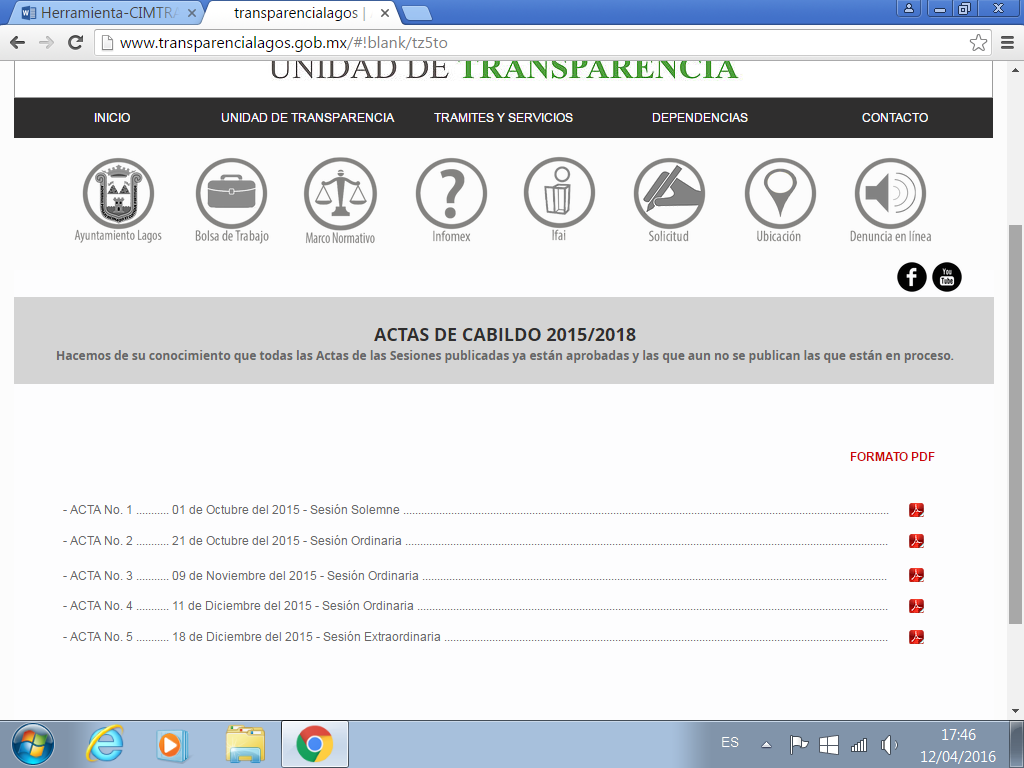 Herramienta-CIMTRA
transparencialagos |
www.transparencialagos.gob.mx/#!blank/tz5to
UNIDAD DE TRANSPARENCIA
INICIO UNIDAD DE TRANSPARENCIA TRAMITES Y SERVICIOS DEPENDENCIAS CONTACTO
Ayuntamiento Lagos Bolsa de Trabajo Marco Normativo Infomex Ifai Solicitud Ubicación Denuncia en línea
You Tube
ACTAS DE CABILDO 2015/2018
Hacemos de su conocimiento que todas las Actas de las Sesiones publicadas ya están aprobadas y las que aun no se publican las que están en proceso.
FORMATO PDF
- ACTA No. 1 ........... 01 de Octubre del 2015 - Sesión Solemne ...........
- ACTA No. 2 ........... 21 de Octubre del 2015 - Sesión Ordinaria ...........
- ACTA No. 3 ........... 09 de Noviembre del 2015 - Sesión Ordinaria ...........
- ACTA No. 4 ........... 11 de Diciembre del 2015 - Sesión Ordinaria ...........
- ACTA No. 5 ........... 18 de Diciembre del 2015 - Sesión Extraordinaria ...........
ES
17:46
12/04/2016